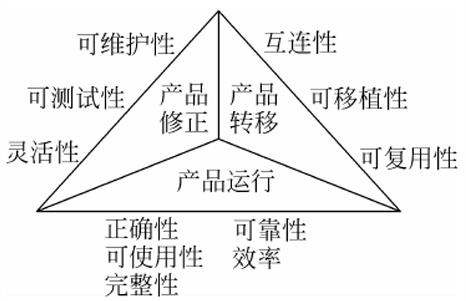 可维护性
互连性
可测试性
产品
修正
产品
转移
可移植性
灵活性
可复用性
产品运行
正确性
可使用性
完整性
可靠性
效率